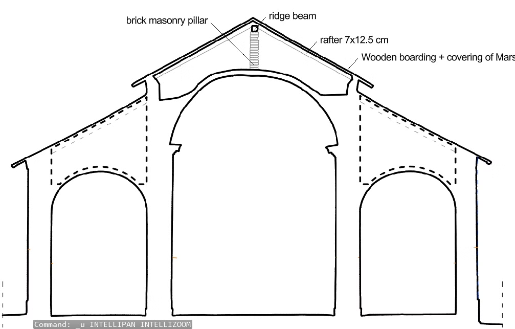 brick masonry pillar
ridge beam
rafter 7x12.5 cm
Wooden boarding + covering of Mars
Command: _u INTELLIPAN INTELLIZOOM